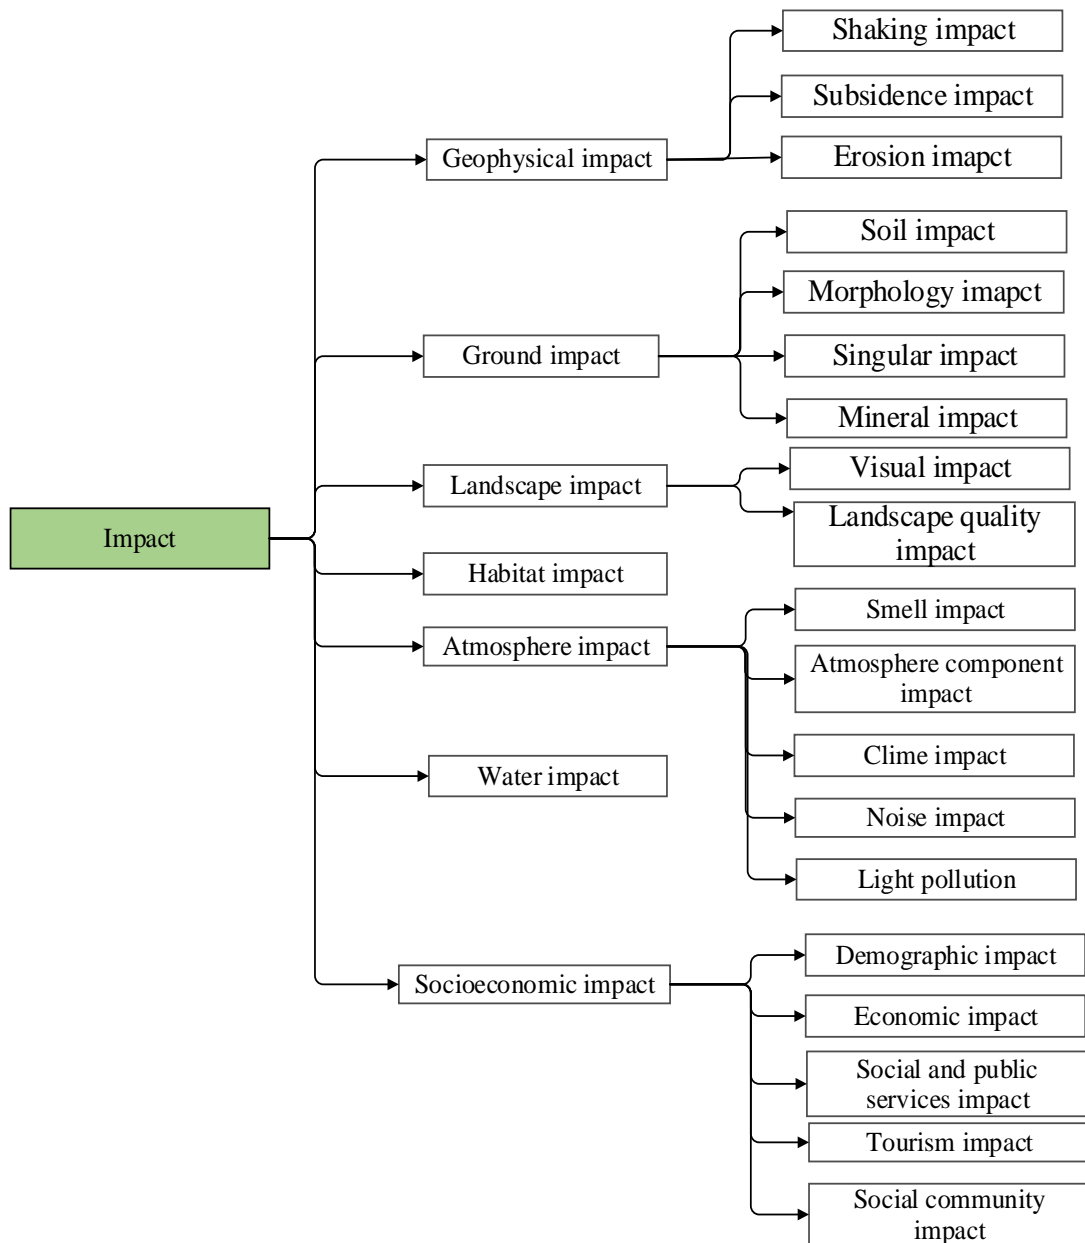 Shaking impact
Subsidence impact
Geophysical impact
Erosion imapct
Soil impact
Morphology imapct
Ground impact
Singular impact
Mineral impact
Visual impact
Landscape impact
Landscape quality
impact
Impact
Habitat impact
Smell impact
Atmosphere impact
Atmosphere component
impact
Clime impact
Water impact
Noise impact
Light pollution
Demographic impact
Socioeconomic impact
Economic impact
Social and public
services impact
Tourism impact
Social community
impact